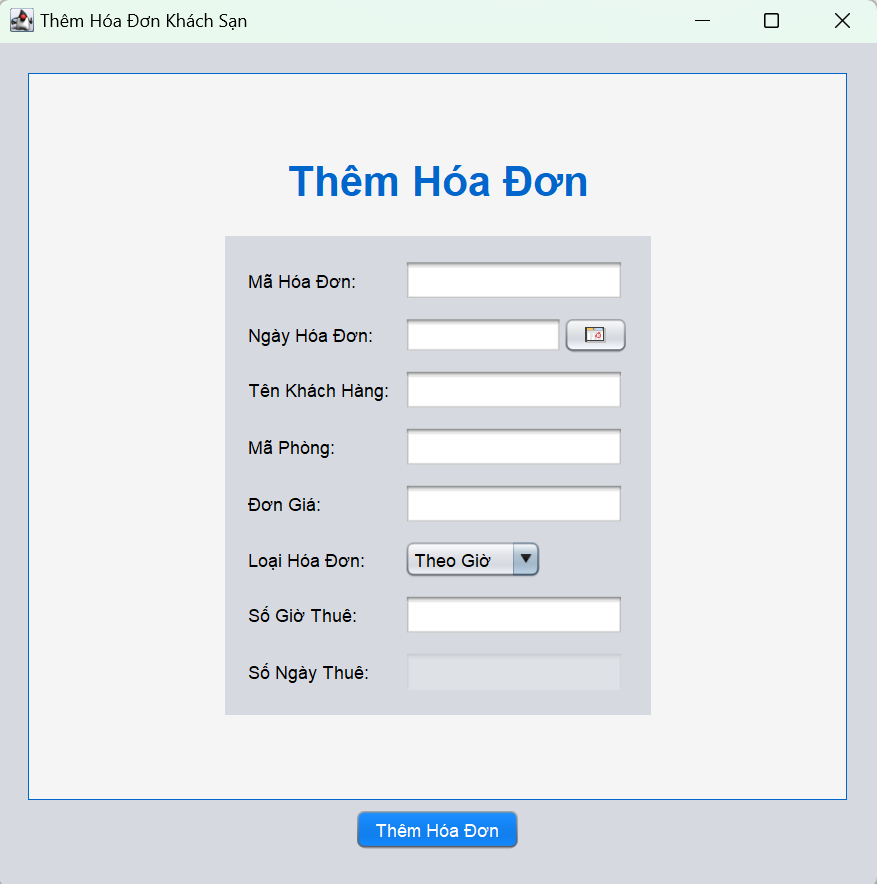 Thêm Hóa Đơn Khách Sạn
Thêm Hóa Đơn
Mã Hóa Đơn:
Ngày Hóa Đơn:
Tên Khách Hàng:
Mã Phòng:
Đơn Giá:
Loại Hóa Đơn: Theo Giờ
Số Giờ Thuê:
Số Ngày Thuê:
Thêm Hóa Đơn